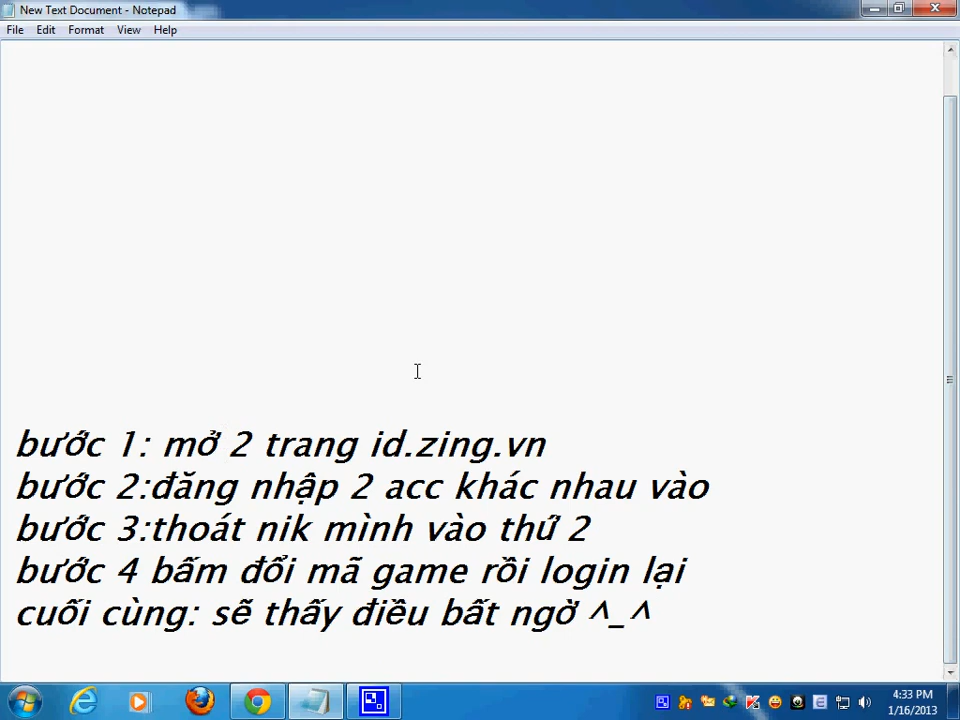 New Text Document - Notepad
File Edit Format View Help
bước 1: mở 2 trang id.zing.vn
bước 2:đăng nhập 2 acc khác nhau vào
bước 3:thoát nik mình vào thứ 2
bước 4 bấm đổi mã game rồi login lại
cuối cùng: sẽ thấy điều bất ngờ ^_^
4:33 PM
1/16/2013